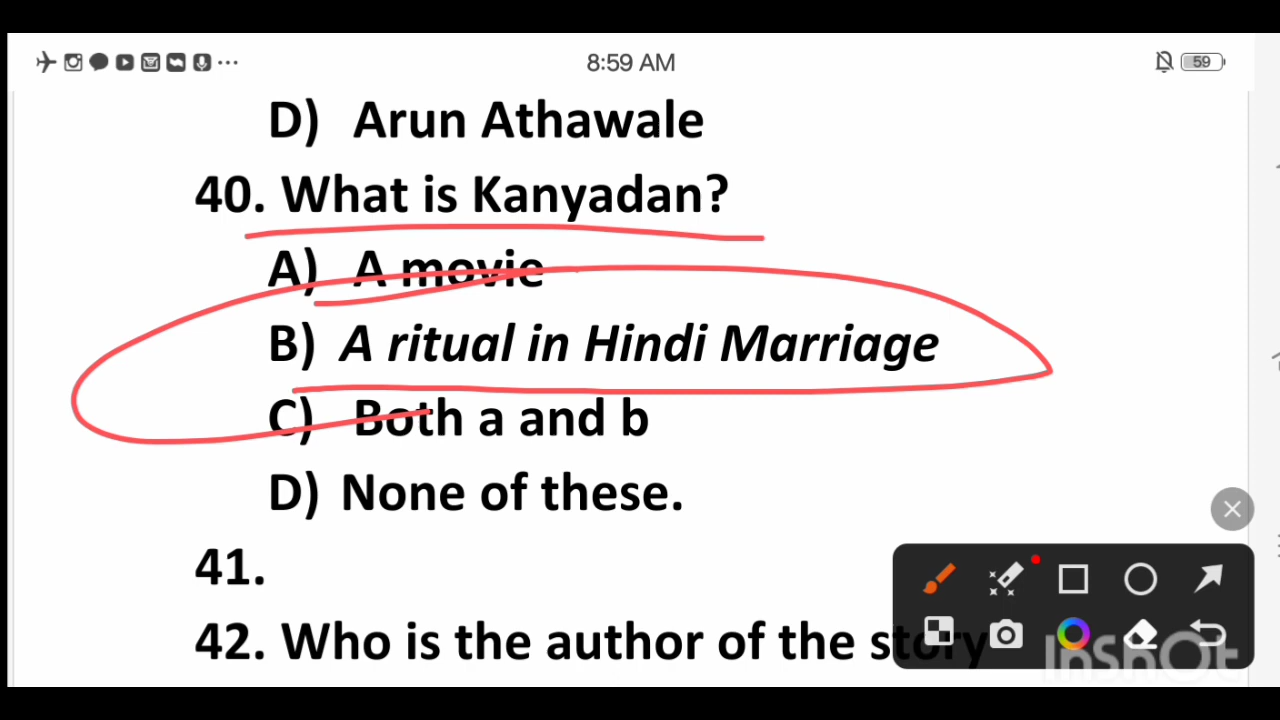 8:59 AM
59
D) Arun Athawale
40. What is Kanyadan?
A) A movie
B) A ritual in Hindi Marriage
C) Both a and b
D) None of these.
41.
42. Who is the author of the story
InShOt